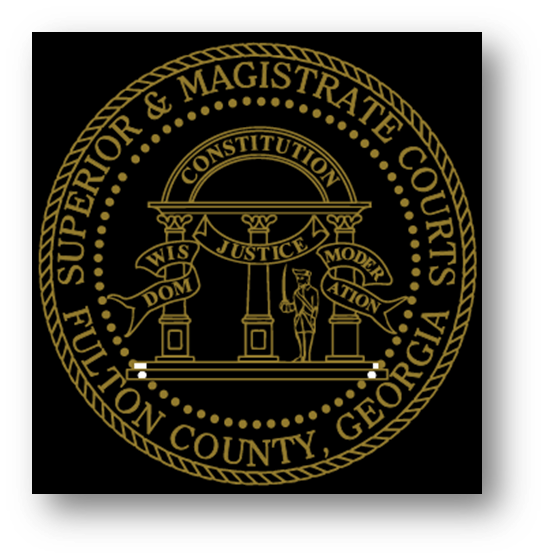 SUPERIOR & MAGISTRATE COURTS
CONSTITUTION
WIS
DOM
JUSTICE
MODER
ATION
FULTON COUNTY, GEORGIA